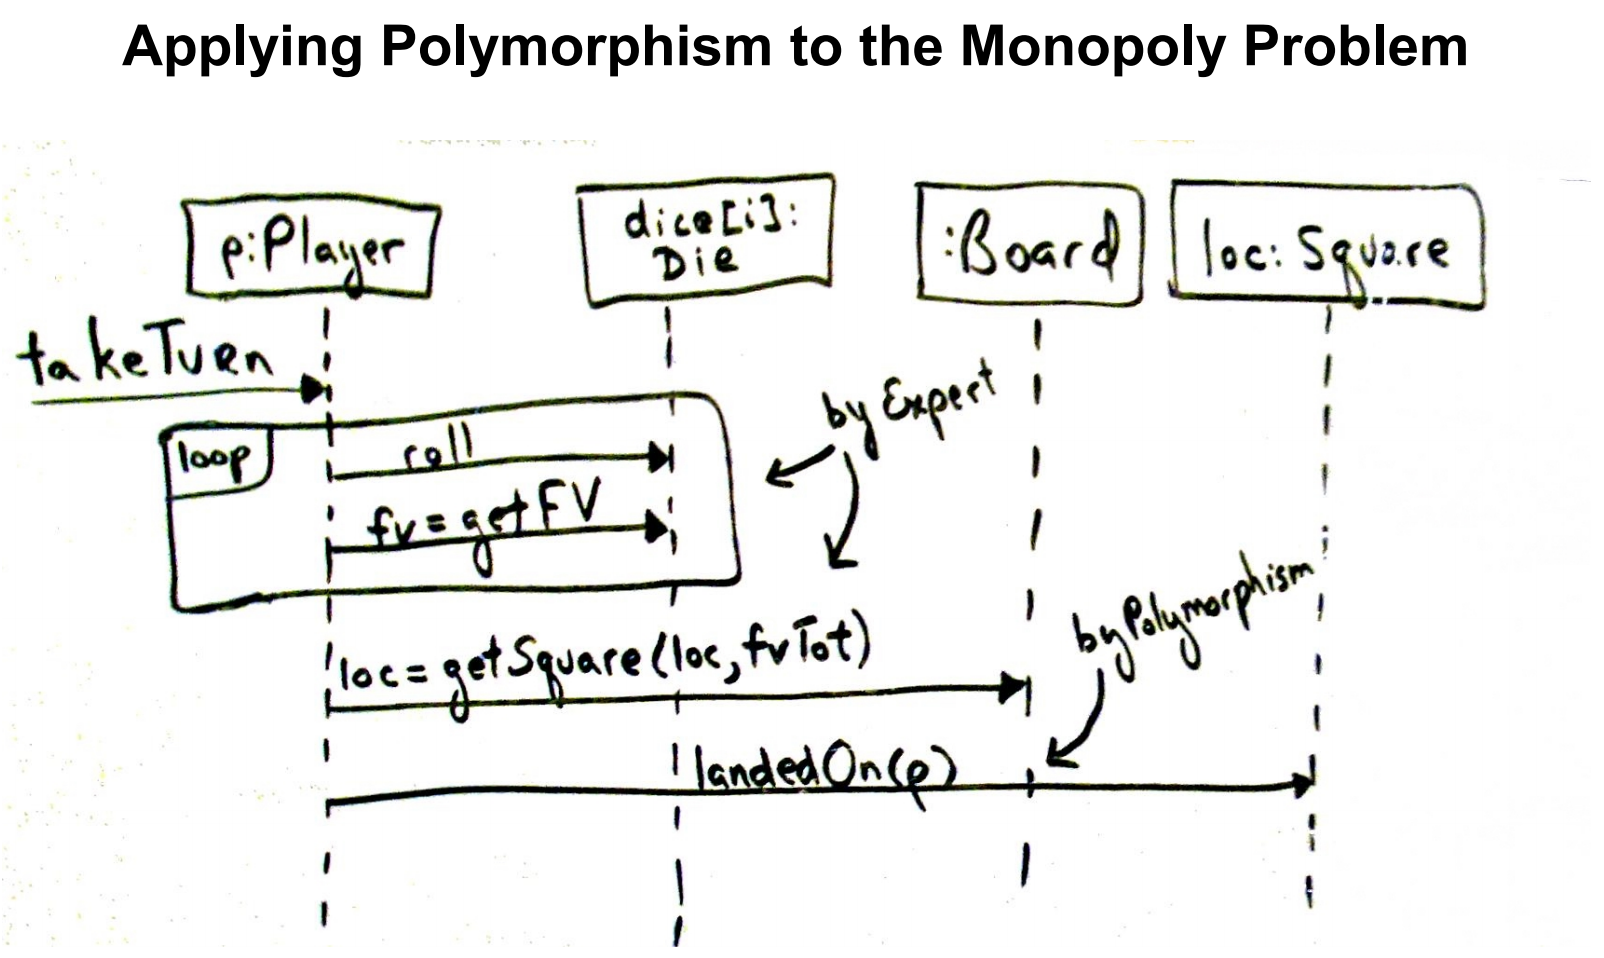 Applying Polymorphism to the Monopoly Problem
p:Player
dice[i]:
Die
:Board
loc: Square
takeTurn
by Expert
loop
roll
fv = getFV
by Polymorphism
loc = getSquare(loc, fvTot)
landedOn(p)